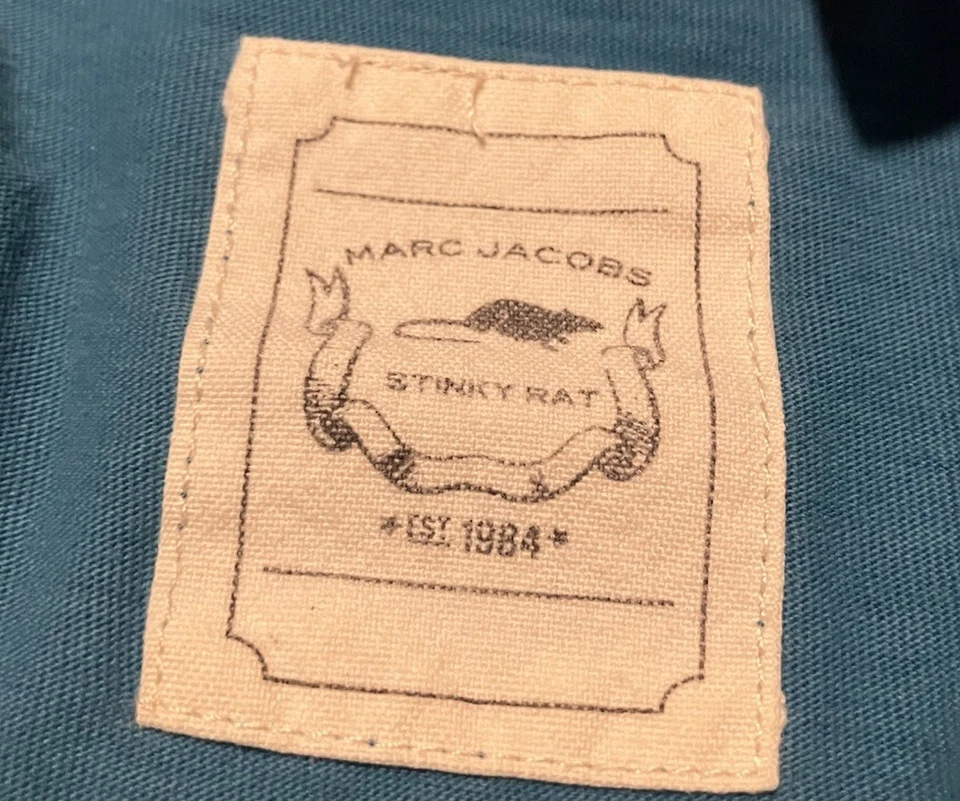 MARC JACOBS
STINKY RAT
*EST. 1984*